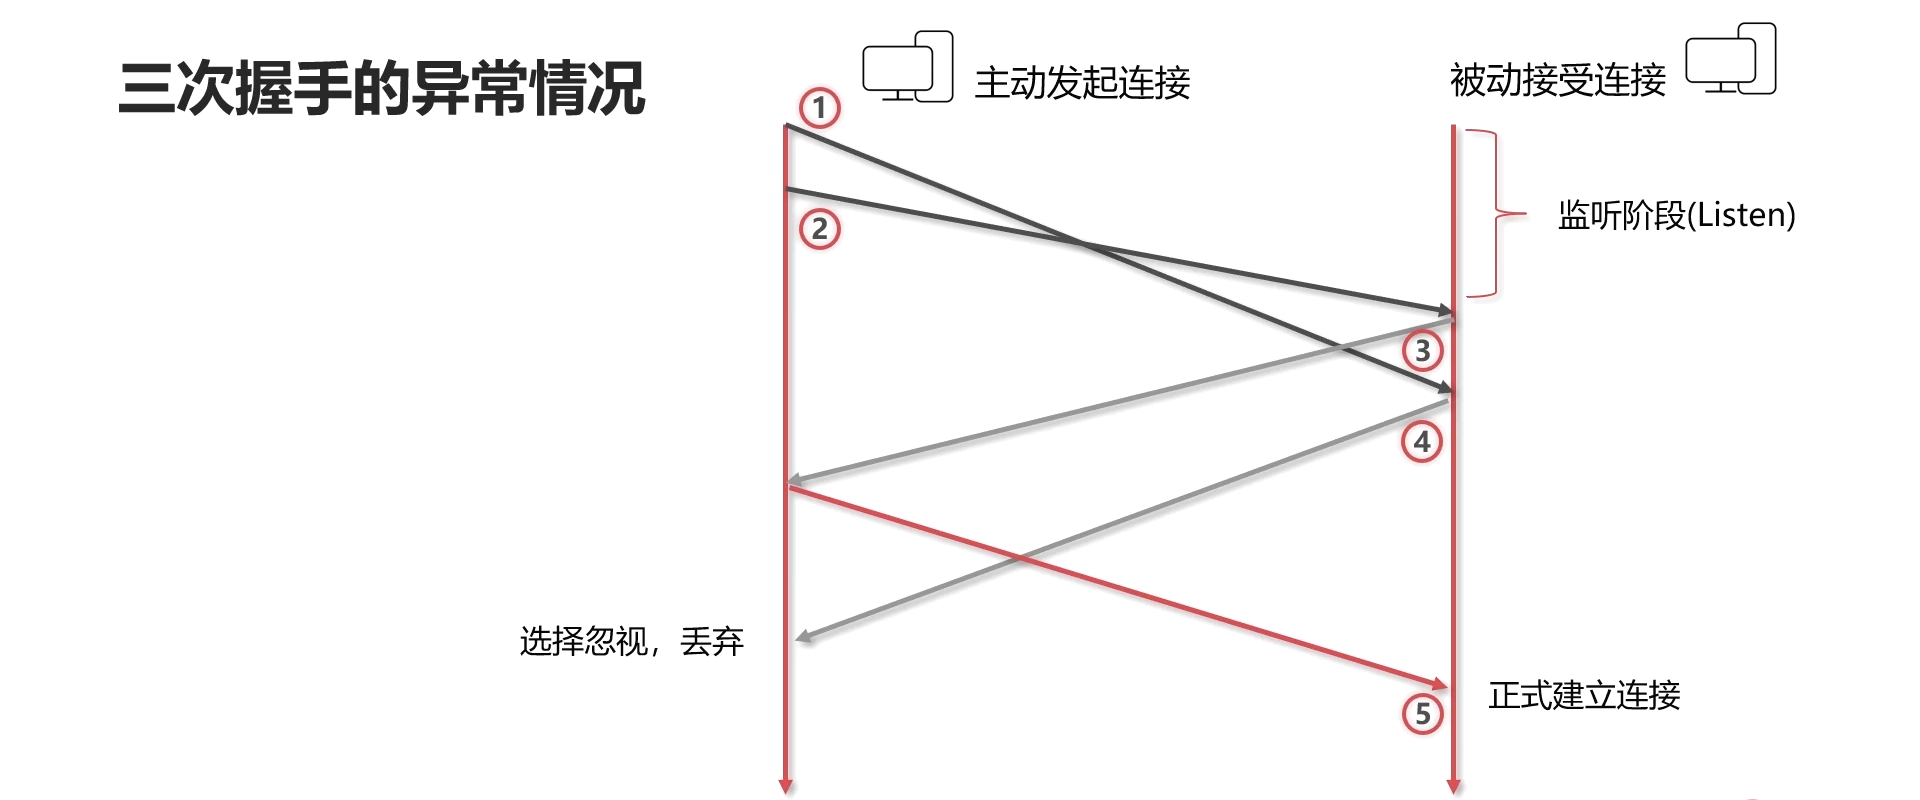 三次握手的异常情况
主动发起连接
被动接受连接
1
2
监听阶段(Listen)
3
4
选择忽视，丢弃
正式建立连接
5